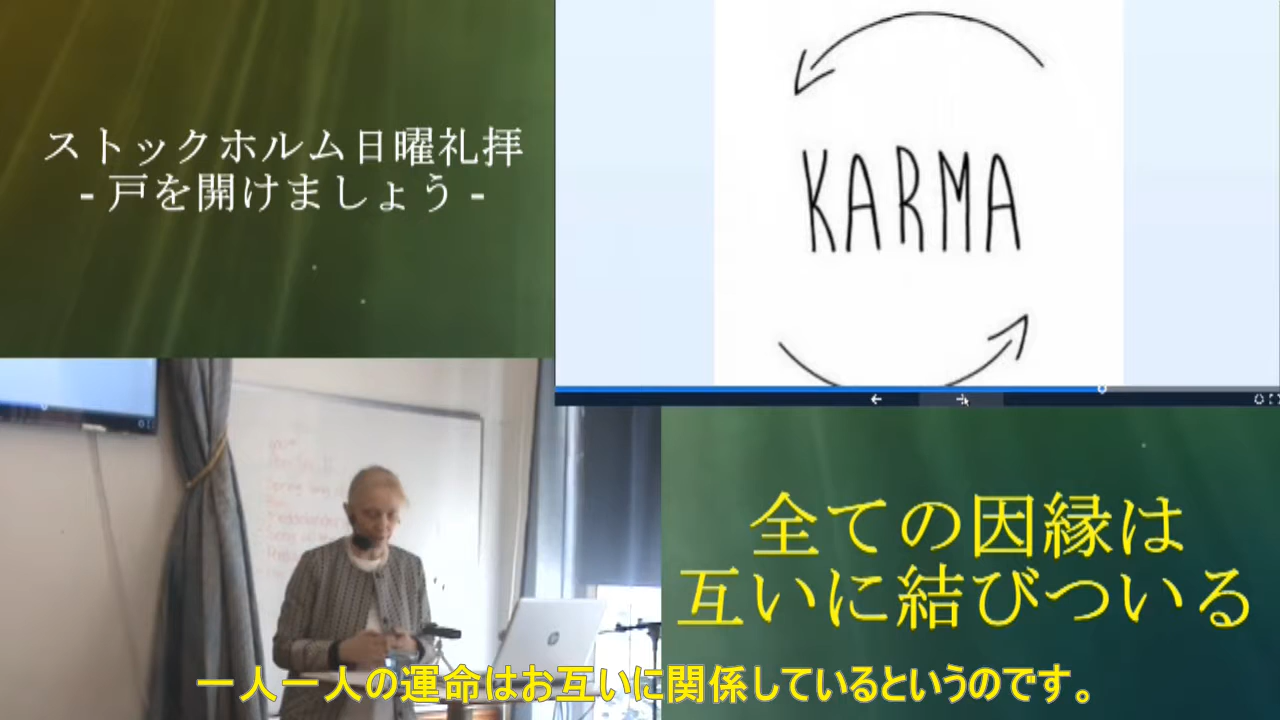 ストックホルム日曜礼拝
- 戸を開けましょう -
KARMA
全ての因縁は
互いに結びついる
一人一人の運命はお互いに関係しているというのです。